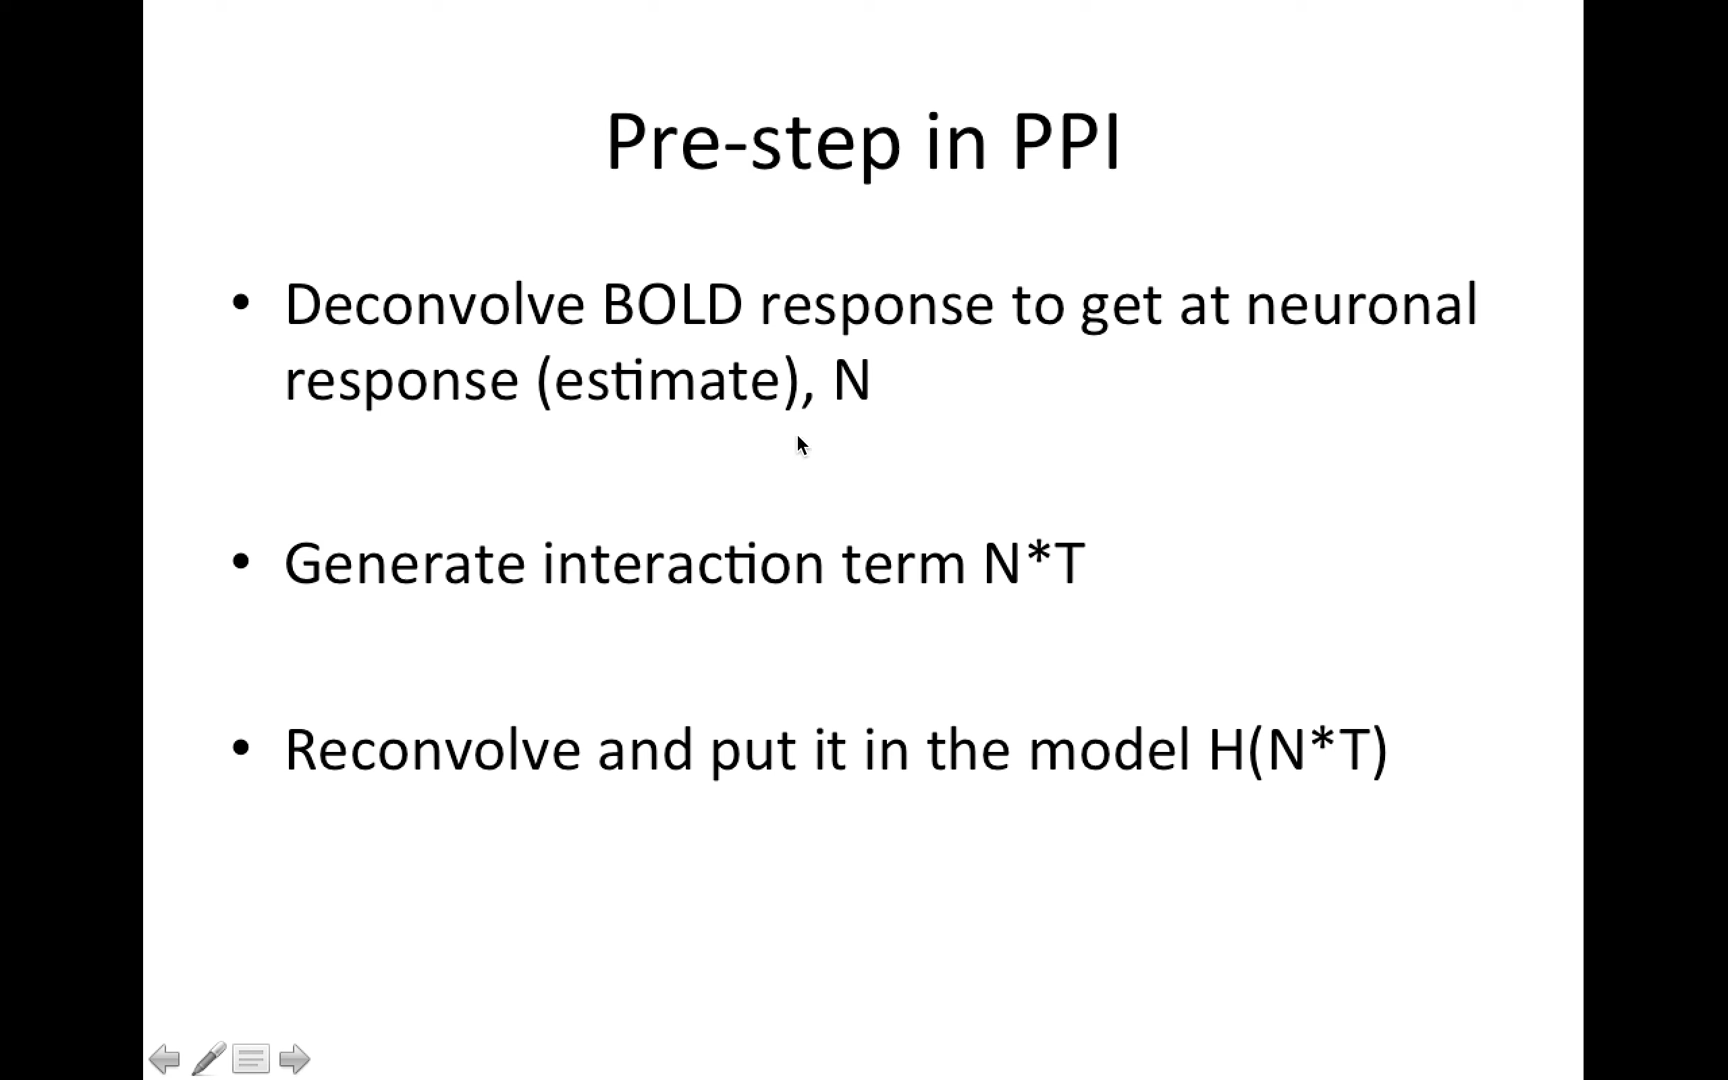 Pre-step in PPI
• Deconvolve BOLD response to get at neuronal
response (estimate), N
• Generate interaction term N*T
• Reconvolve and put it in the model H(N*T)